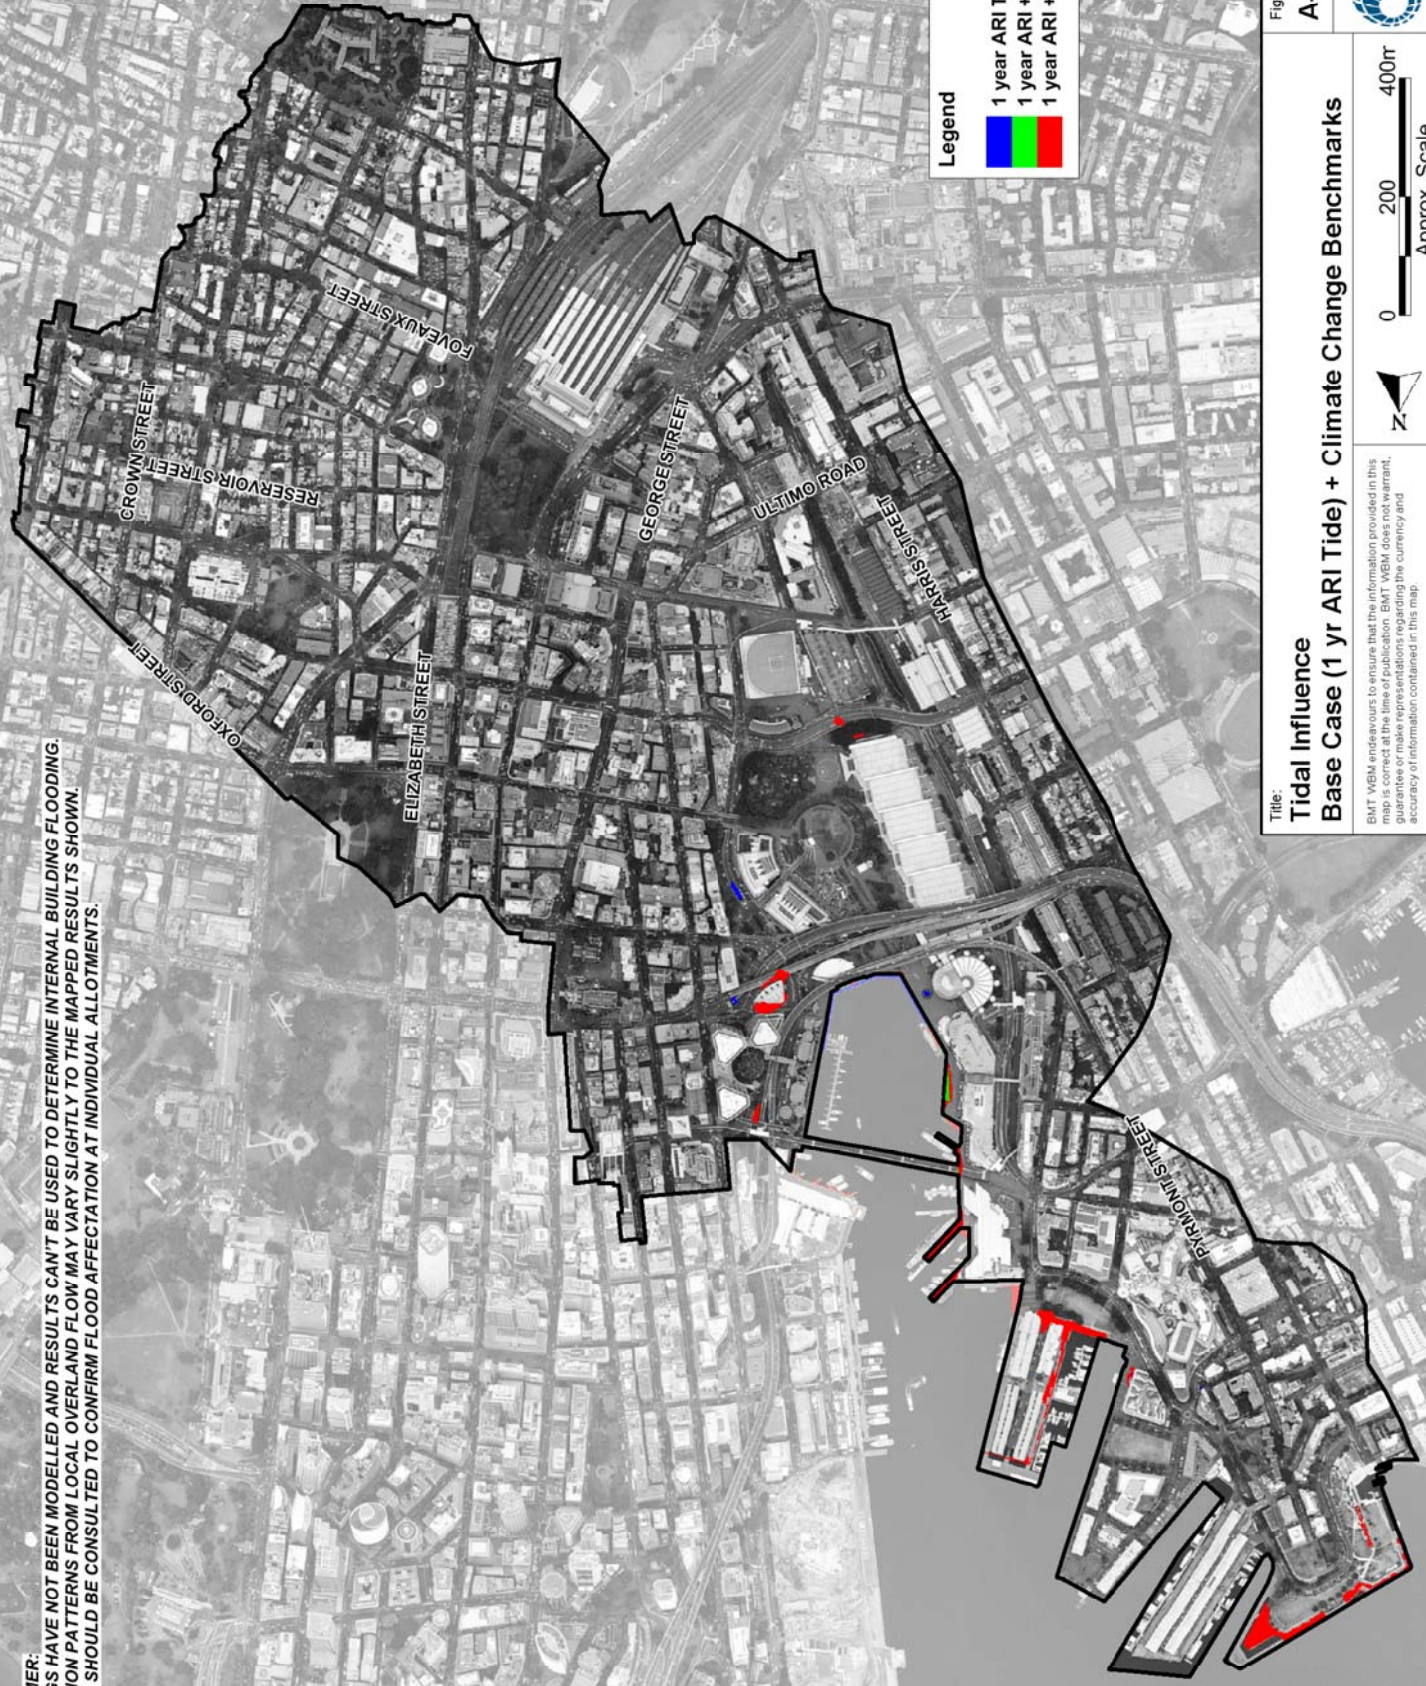 MER:
GS HAVE NOT BEEN MODELLED AND RESULTS CAN'T BE USED TO DETERMINE INTERNAL BUILDING FLOODING.
ION PATTERNS FROM LOCAL OVERLAND FLOW MAY VARY SLIGHTLY TO THE MAPPED RESULTS SHOWN.
SHOULD BE CONSULTED TO CONFIRM FLOOD AFFECTATION AT INDIVIDUAL ALLOTMENTS.
OXFORD STREET
CROWN STREET
RESERVOIR STREET
FOVEAUX STREET
ELIZABETH STREET
GEORGE STREET
ULTIMO ROAD
HARRIS STREET
PYRMONT STREET
Legend
1 year ARI T
1 year ARI +
1 year ARI +
Title:
Tidal Influence
Base Case (1 yr ARI Tide) + Climate Change Benchmarks
Fig
A-
BMT WBM endeavours to ensure that the information provided in this
map is correct at the time of publication. BMT WBM does not warrant,
guarantee or make representations regarding the currency and
accuracy of information contained in this map.
N
0 200 400m
Approx. Scale